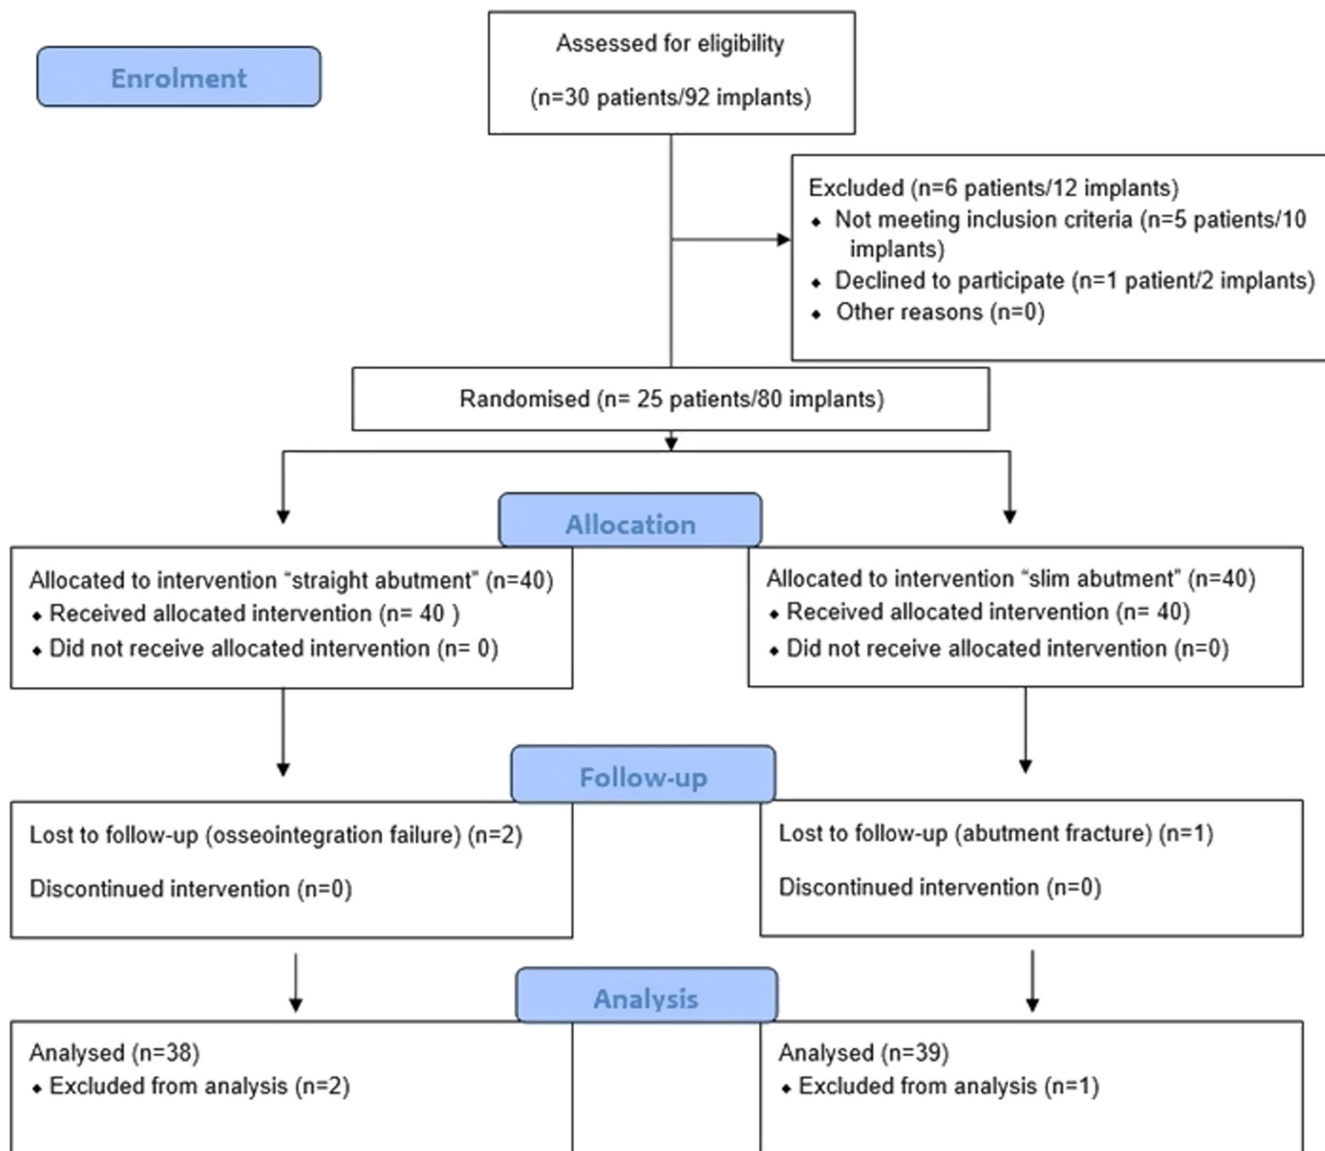 Enrolment
Assessed for eligibility
(n=30 patients/92 implants)
Excluded (n=6 patients/12 implants)
⬥ Not meeting inclusion criteria (n=5 patients/10
implants)
⬥ Declined to participate (n=1 patient/2 implants)
⬥ Other reasons (n=0)
Randomised (n= 25 patients/80 implants)
Allocation
Allocated to intervention “straight abutment” (n=40)
⬥ Received allocated intervention (n= 40 )
⬥ Did not receive allocated intervention (n= 0)
Allocated to intervention “slim abutment” (n=40)
⬥ Received allocated intervention (n= 40)
⬥ Did not receive allocated intervention (n=0)
Follow-up
Lost to follow-up (osseointegration failure) (n=2)
Discontinued intervention (n=0)
Lost to follow-up (abutment fracture) (n=1)
Discontinued intervention (n=0)
Analysis
Analysed (n=38)
⬥ Excluded from analysis (n=2)
Analysed (n=39)
⬥ Excluded from analysis (n=1)